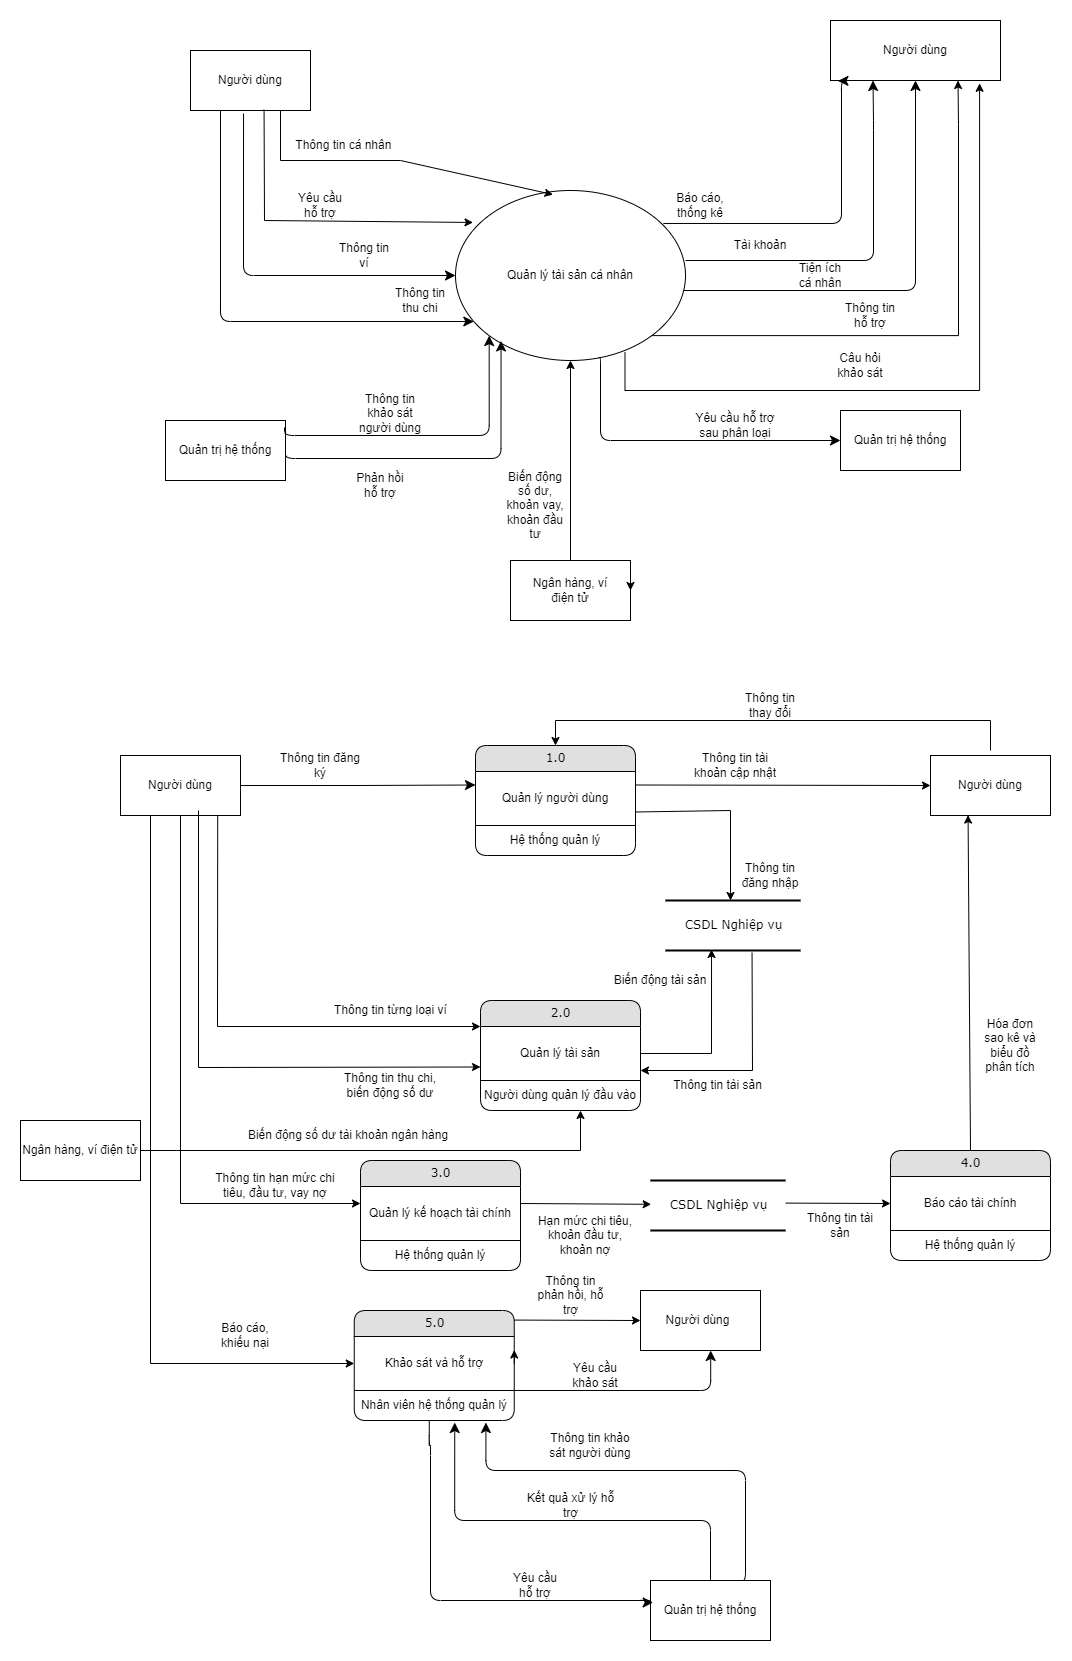 Người dùng
Người dùng
Thông tin cá nhân
Yêu cầu
hỗ trợ
Báo cáo,
thống kê
Thông tin
ví
Tài khoản
Quản lý tài sản cá nhân
Tiện ích
cá nhân
Thông tin
thu chi
Thông tin
hỗ trợ
Câu hỏi
khảo sát
Thông tin
khảo sát
người dùng
Yêu cầu hỗ trợ
sau phân loại
Quản trị hệ thống
Quản trị hệ thống
Phản hồi
hỗ trợ
Biến động
số dư,
khoản vay,
khoản đầu
tư
Ngân hàng, ví
điện tử
Thông tin
thay đổi
Người dùng
Thông tin đăng
ký
1.0
Quản lý người dùng
Hệ thống quản lý
Thông tin tài
khoản cập nhật
Người dùng
Thông tin
đăng nhập
CSDL Nghiệp vụ
Biến động tài sản
Thông tin từng loại ví
2.0
Quản lý tài sản
Người dùng quản lý đầu vào
Hóa đơn
sao kê và
biểu đồ
phân tích
Thông tin thu chi,
biến động số dư
Thông tin tài sản
Ngân hàng, ví điện tử
Biến động số dư tài khoản ngân hàng
Thông tin hạn mức chi
tiêu, đầu tư, vay nợ
3.0
Quản lý kế hoạch tài chính
Hệ thống quản lý
Hạn mức chi tiêu,
khoản đầu tư,
khoản nợ
CSDL Nghiệp vụ
Thông tin tài
sản
4.0
Báo cáo tài chính
Hệ thống quản lý
Thông tin
phản hồi, hỗ
trợ
Báo cáo,
khiếu nại
5.0
Khảo sát và hỗ trợ
Nhân viên hệ thống quản lý
Người dùng
Yêu cầu
khảo sát
Thông tin khảo
sát người dùng
Kết quả xử lý hỗ
trợ
Yêu cầu
hỗ trợ
Quản trị hệ thống